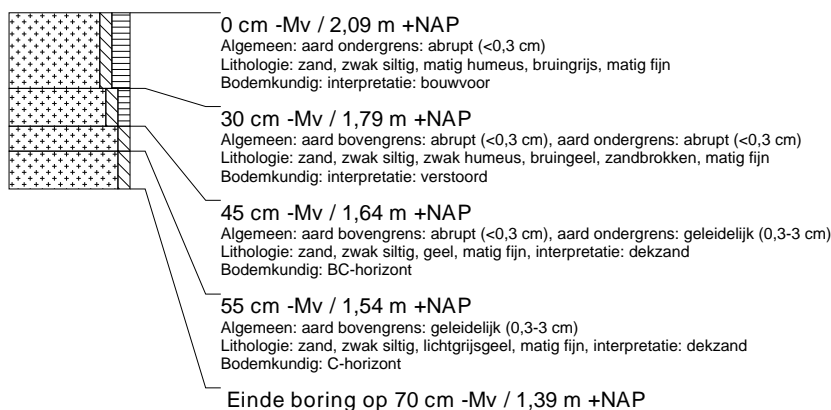 0 cm -Mv / 2,09 m +NAP
Algemeen: aard ondergrens: abrupt (<0,3 cm)
Lithologie: zand, zwak siltig, matig humeus, bruingrijs, matig fijn
Bodemkundig: interpretatie: bouwvoor
30 cm -Mv / 1,79 m +NAP
Algemeen: aard bovengrens: abrupt (<0,3 cm), aard ondergrens: abrupt (<0,3 cm)
Lithologie: zand, zwak siltig, zwak humeus, bruingeel, zandbrokken, matig fijn
Bodemkundig: interpretatie: verstoord
45 cm -Mv / 1,64 m +NAP
Algemeen: aard bovengrens: abrupt (<0,3 cm), aard ondergrens: geleidelijk (0,3-3 cm)
Lithologie: zand, zwak siltig, geel, matig fijn, interpretatie: dekzand
Bodemkundig: BC-horizont
55 cm -Mv / 1,54 m +NAP
Algemeen: aard bovengrens: geleidelijk (0,3-3 cm)
Lithologie: zand, zwak siltig, lichtgrijsgeel, matig fijn, interpretatie: dekzand
Bodemkundig: C-horizont
Einde boring op 70 cm -Mv / 1,39 m +NAP